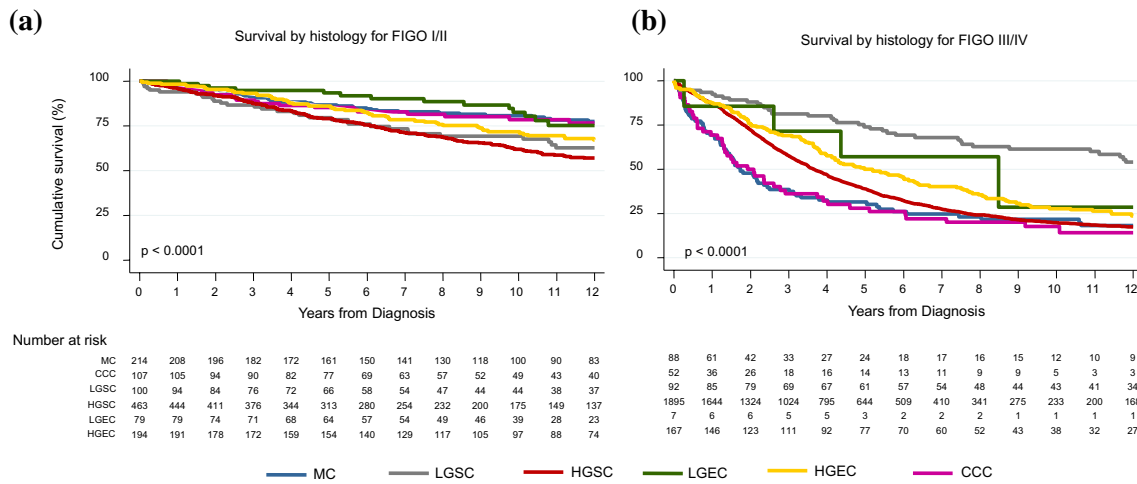 (a)
Survival by histology for FIGO I/II
100
75
50
25
0
Cumulative survival (%)
p < 0.0001
0 1 2 3 4 5 6 7 8 9 10 11 12
Years from Diagnosis
(b)
Survival by histology for FIGO III/IV
100
75
50
25
0
p < 0.0001
0 1 2 3 4 5 6 7 8 9 10 11 12
Years from Diagnosis
Number at risk
MC 214 208 196 182 172 161 150 141 130 118 100 90 83
CCC 107 105 94 90 82 77 69 63 57 52 49 43 40
LGSC 100 94 84 76 72 66 58 54 47 44 44 38 37
HGSC 463 444 411 376 344 313 280 254 232 200 175 149 137
LGEC 79 79 74 71 68 64 57 54 49 46 39 28 23
HGEC 194 191 178 172 159 154 140 129 117 105 97 88 74
88 61 42 33 27 24 18 17 16 15 12 10 9
52 36 26 18 16 14 13 11 9 9 5 3 3
92 85 79 69 67 61 57 54 48 44 43 41 34
1895 1644 1324 1024 795 644 509 410 341 275 233 200 168
7 6 6 5 5 3 2 2 2 1 1 1 1
167 146 123 111 92 77 70 60 52 43 38 32 27
MC LGSC HGSC LGEC HGEC CCC